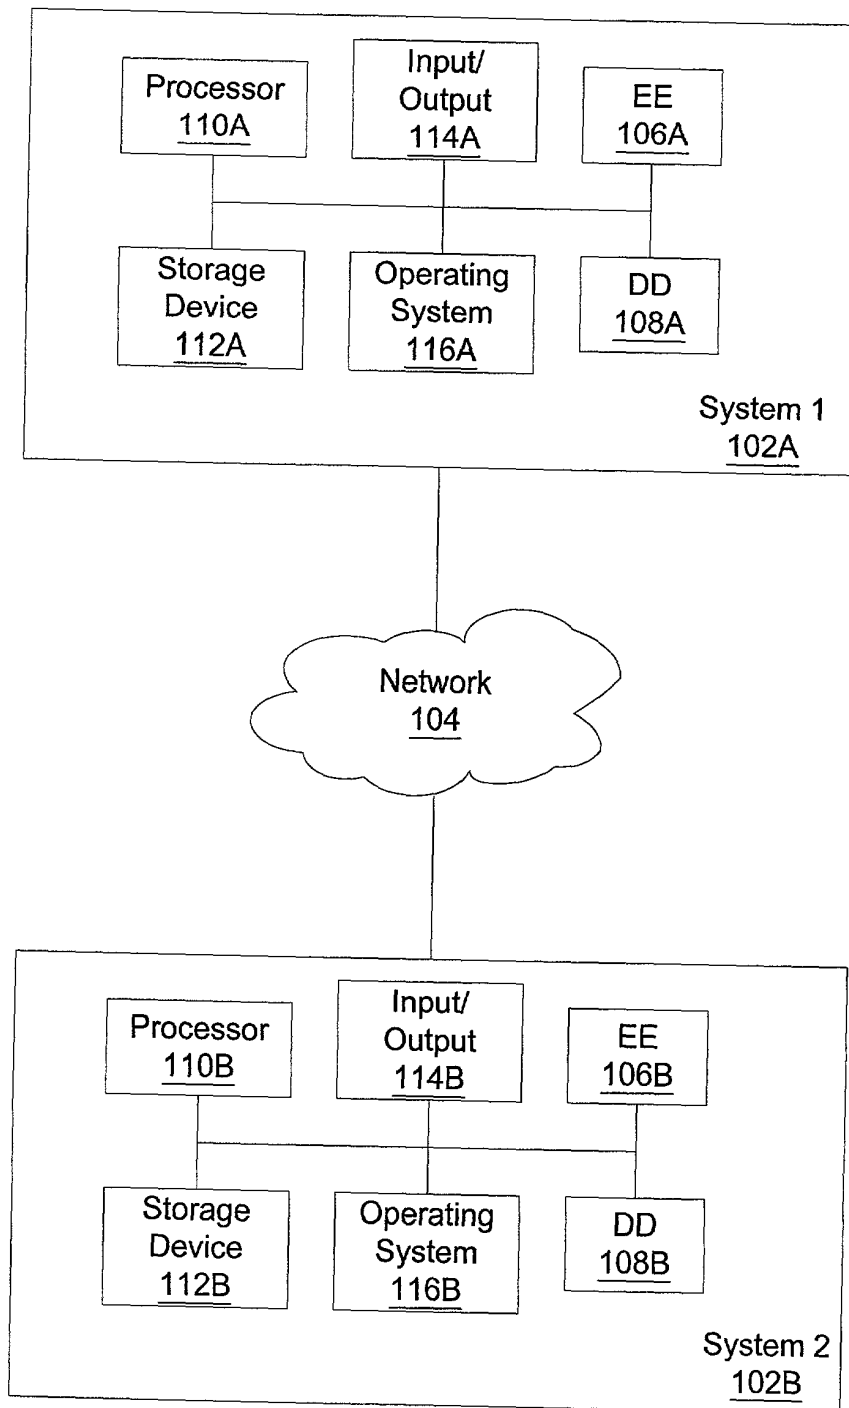 Processor
110A
Input/
Output
114A
EE
106A
Storage
Device
112A
Operating
System
116A
DD
108A
System 1
102A
Network
104
Processor
110B
Input/
Output
114B
EE
106B
Storage
Device
112B
Operating
System
116B
DD
108B
System 2
102B